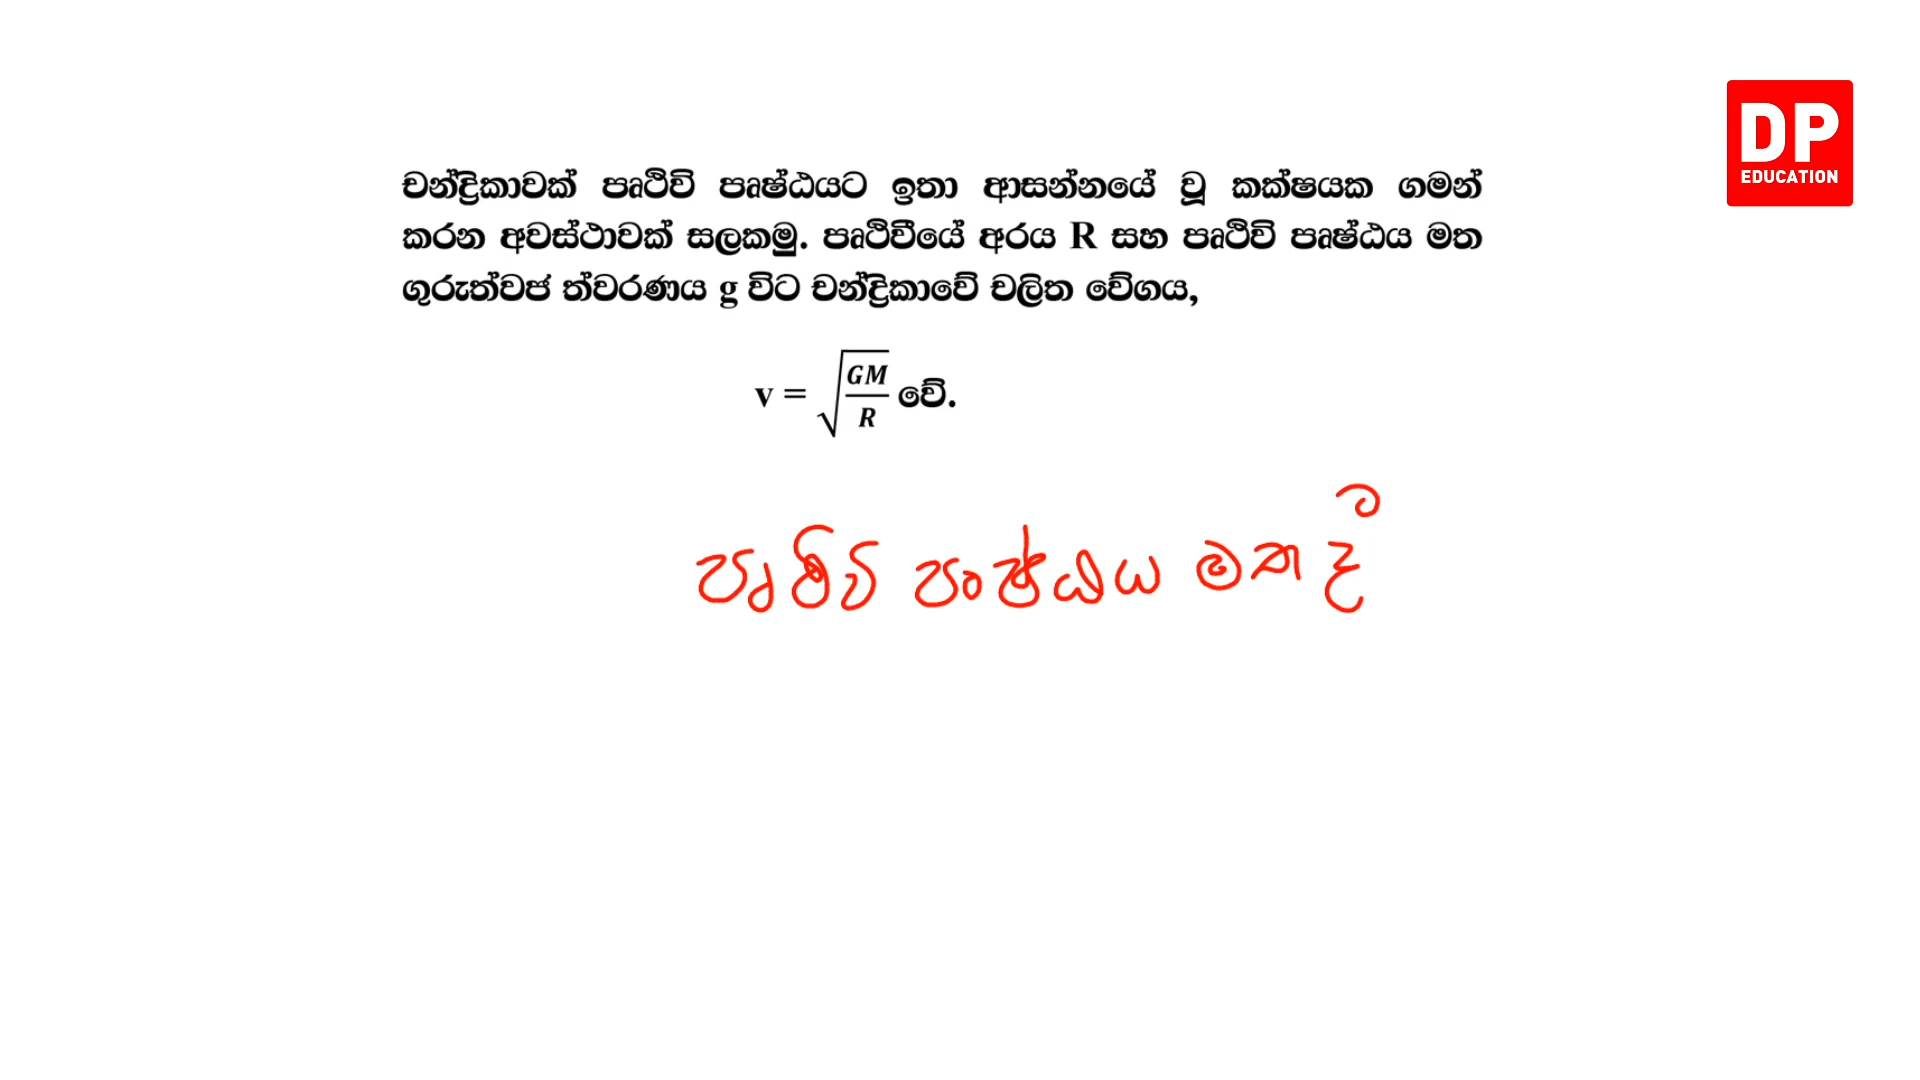 DP
EDUCATION
චන්ද්‍රිකාවක් පෘථිවි පෘෂ්ඨයට ඉතා ආසන්නයේ වූ කක්ෂයක ගමන්
කරන අවස්ථාවක් සලකමු. පෘථිවියේ අරය R සහ පෘථිවි පෘෂ්ඨය මත
ගුරුත්වජ ත්වරණය g විට චන්ද්‍රිකාවේ චලිත වේගය,
v = √(GM/R) වේ.
පෘථිවි පෘෂ්ඨය මතදී